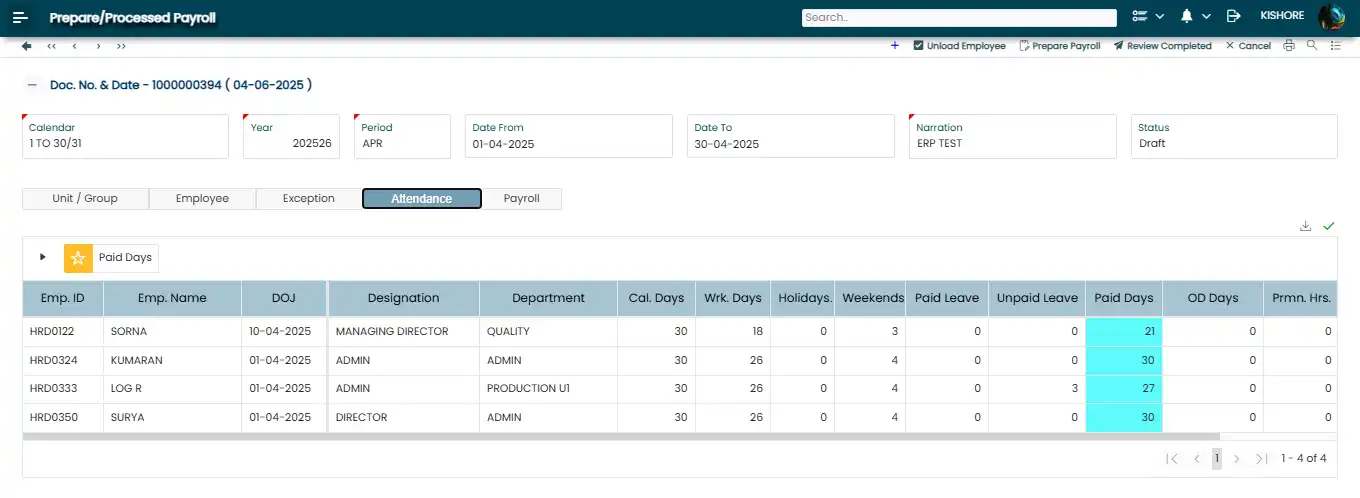 Prepare/Processed Payroll Search.. KISHORE
+ Unload Employee Prepare Payroll Review Completed Cancel
Doc. No. & Date - 1000000394 ( 04-06-2025 )
Calendar Year Period Date From Date To Narration Status
1 TO 30/31 202526 APR 01-04-2025 30-04-2025 ERP TEST Draft
Unit / Group Employee Exception Attendance Payroll
Paid Days
Emp. ID Emp. Name DOJ Designation Department Cal. Days Wrk. Days Holidays. Weekends Paid Leave Unpaid Leave Paid Days OD Days Prmn. Hrs.
HRD0122 SORNA 10-04-2025 MANAGING DIRECTOR QUALITY 30 18 0 3 0 0 21 0 0
HRD0324 KUMARAN 01-04-2025 ADMIN ADMIN 30 26 0 4 0 0 30 0 0
HRD0333 LOG R 01-04-2025 ADMIN PRODUCTION U1 30 26 0 4 0 3 27 0 0
HRD0350 SURYA 01-04-2025 DIRECTOR ADMIN 30 26 0 4 0 0 30 0 0
1 1 - 4 of 4